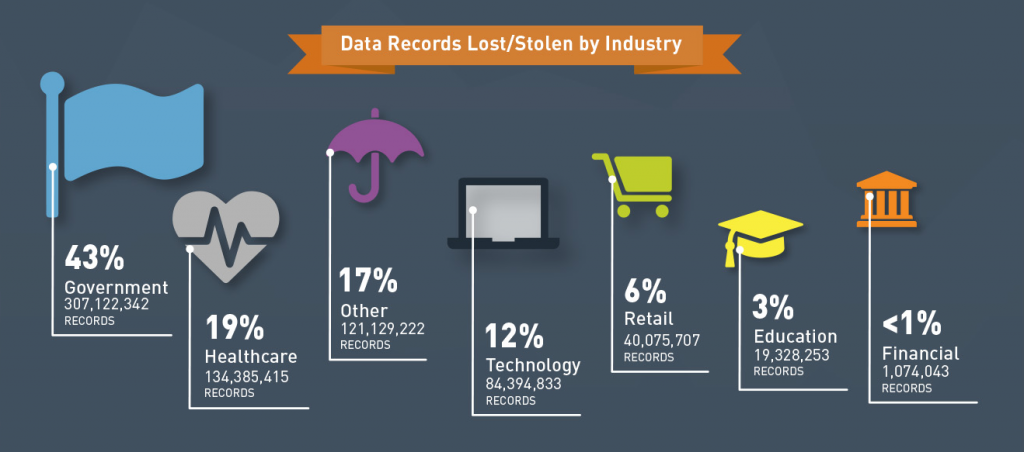 Data Records Lost/Stolen by Industry
43%
Government
307,122,342
RECORDS
19%
Healthcare
134,385,415
RECORDS
17%
Other
121,129,222
RECORDS
12%
Technology
84,394,833
RECORDS
6%
Retail
40,075,707
RECORDS
3%
Education
19,328,253
RECORDS
<1%
Financial
1,074,043
RECORDS